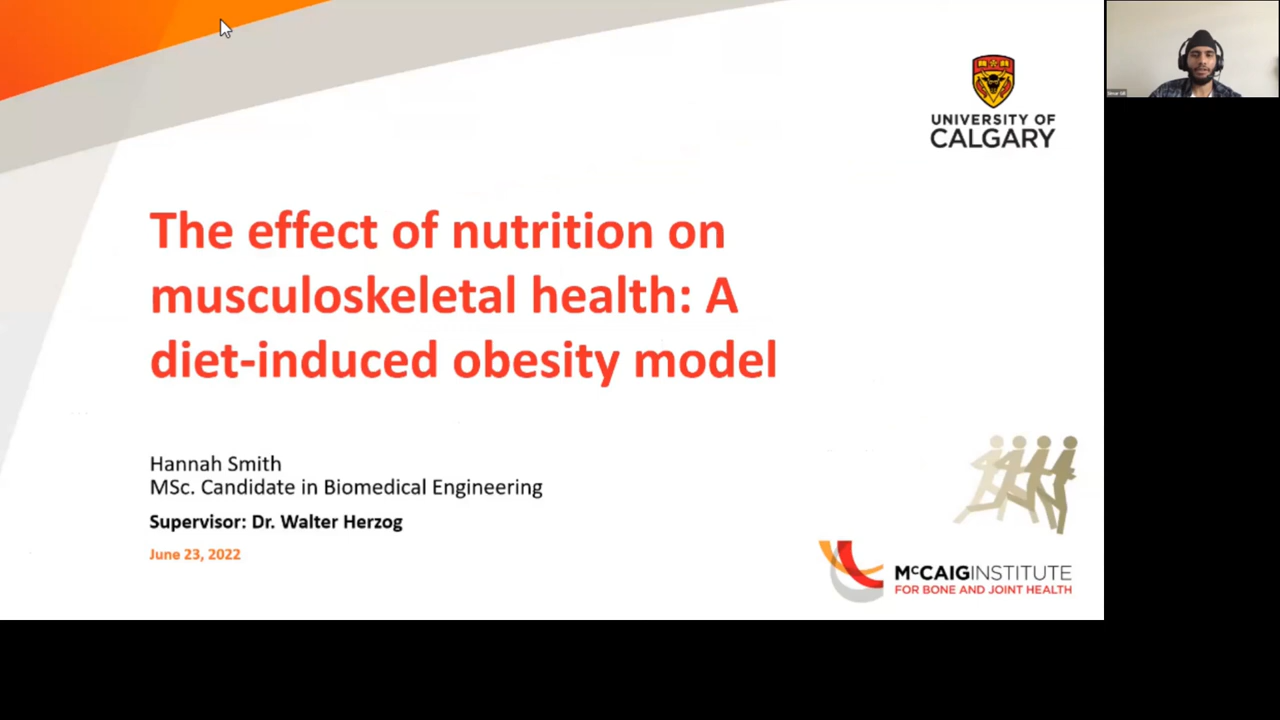 UNIVERSITY OF
CALGARY
The effect of nutrition on
musculoskeletal health: A
diet-induced obesity model
Hannah Smith
MSc. Candidate in Biomedical Engineering
Supervisor: Dr. Walter Herzog
June 23, 2022
McCAIGINSTITUTE
FOR BONE AND JOINT HEALTH